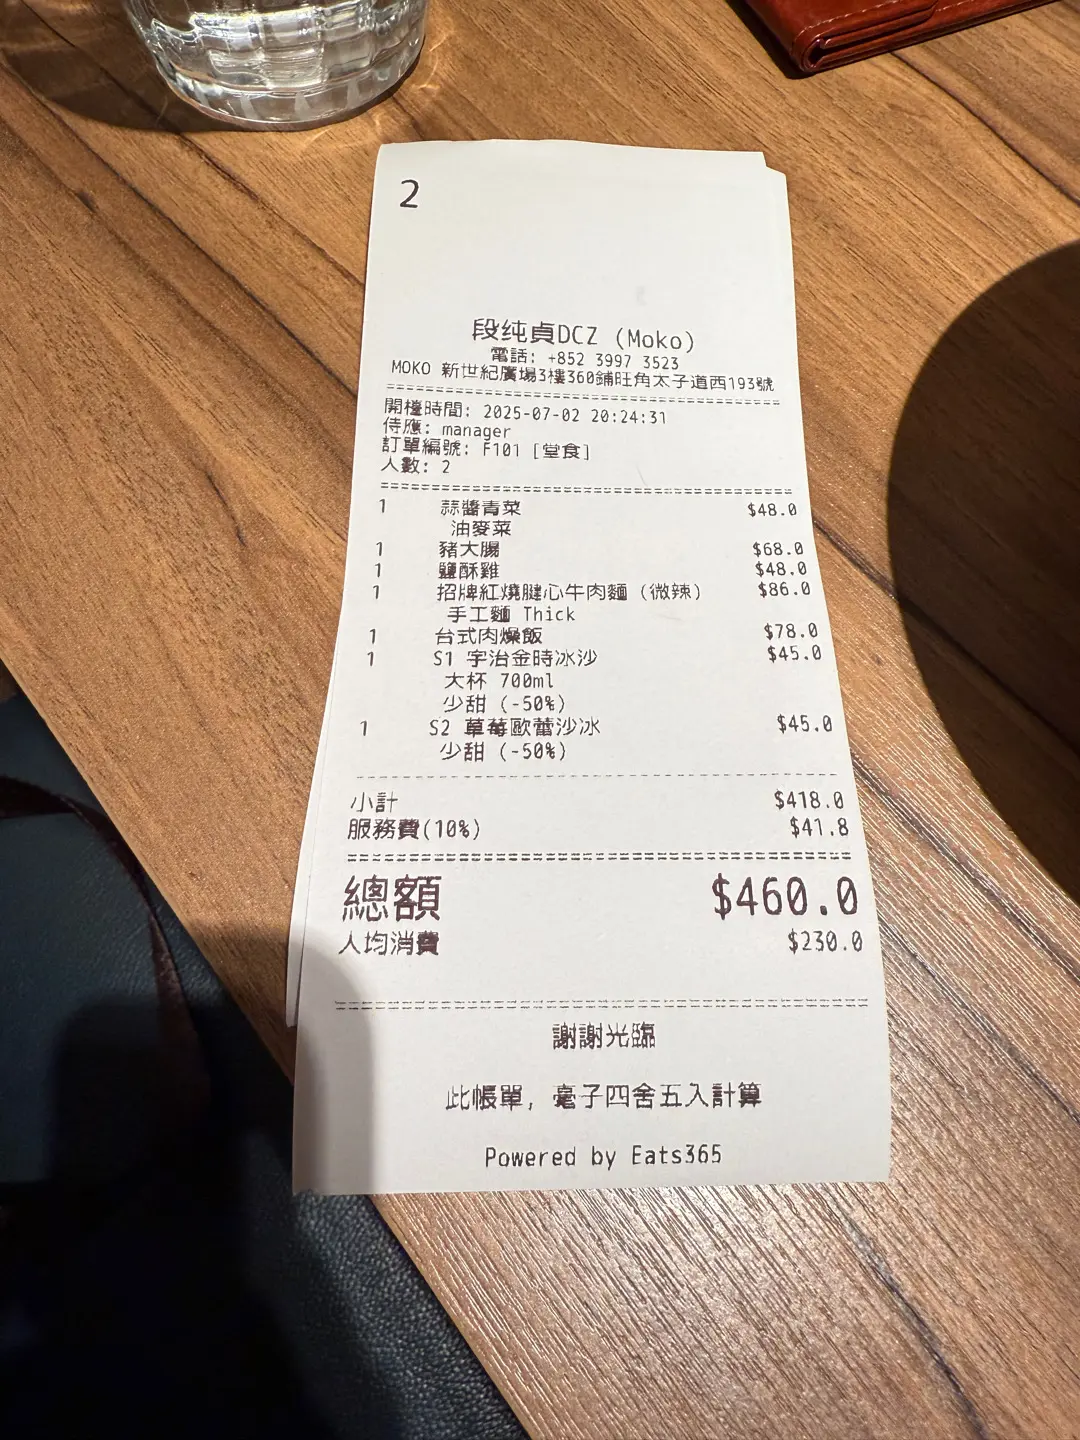 2
段纯貞DCZ (Moko)
電話: +852 3997 3523
MOKO 新世紀廣場3樓360鋪旺角太子道西193號
開檯時間: 2025-07-02 20:24:31
侍應: manager
訂單編號: F101 [堂食]
人數: 2
1 蒜醬青菜 $48.0
油麥菜
1 豬大腸 $68.0
1 鹽酥雞 $48.0
1 招牌紅燒腱心牛肉麵 (微辣) $86.0
手工麵 Thick
1 台式肉燥飯 $78.0
1 S1 宇治金時冰沙 $45.0
大杯 700ml
少甜 (-50%)
1 S2 草莓歐蕾沙冰 $45.0
少甜 (-50%)
小計 $418.0
服務費(10%) $41.8
總額 $460.0
人均消費 $230.0
謝謝光臨
此帳單, 毫子四舍五入計算
Powered by Eats365